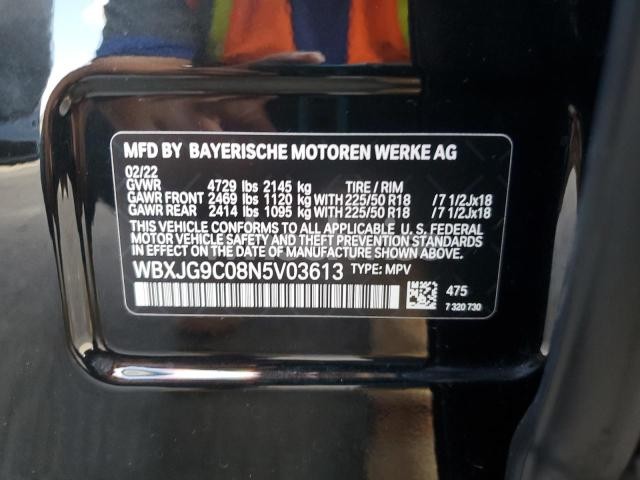 MFD BY BAYERISCHE MOTOREN WERKE AG
02/22
GVWR 4729 lbs 2145 kg TIRE / RIM
GAWR FRONT 2469 lbs 1120 kg WITH 225/50 R18 /7 1/2Jx18
GAWR REAR 2414 lbs 1095 kg WITH 225/50 R18 /7 1/2Jx18
THIS VEHICLE CONFORMS TO ALL APPLICABLE U. S. FEDERAL
MOTOR VEHICLE SAFETY AND THEFT PREVENTION
STANDARDS IN EFFECT ON THE DATE OF MANUFACTURE SHOWN ABOVE.
WBXJG9C08N5V03613 TYPE: MPV
475
7 320 730